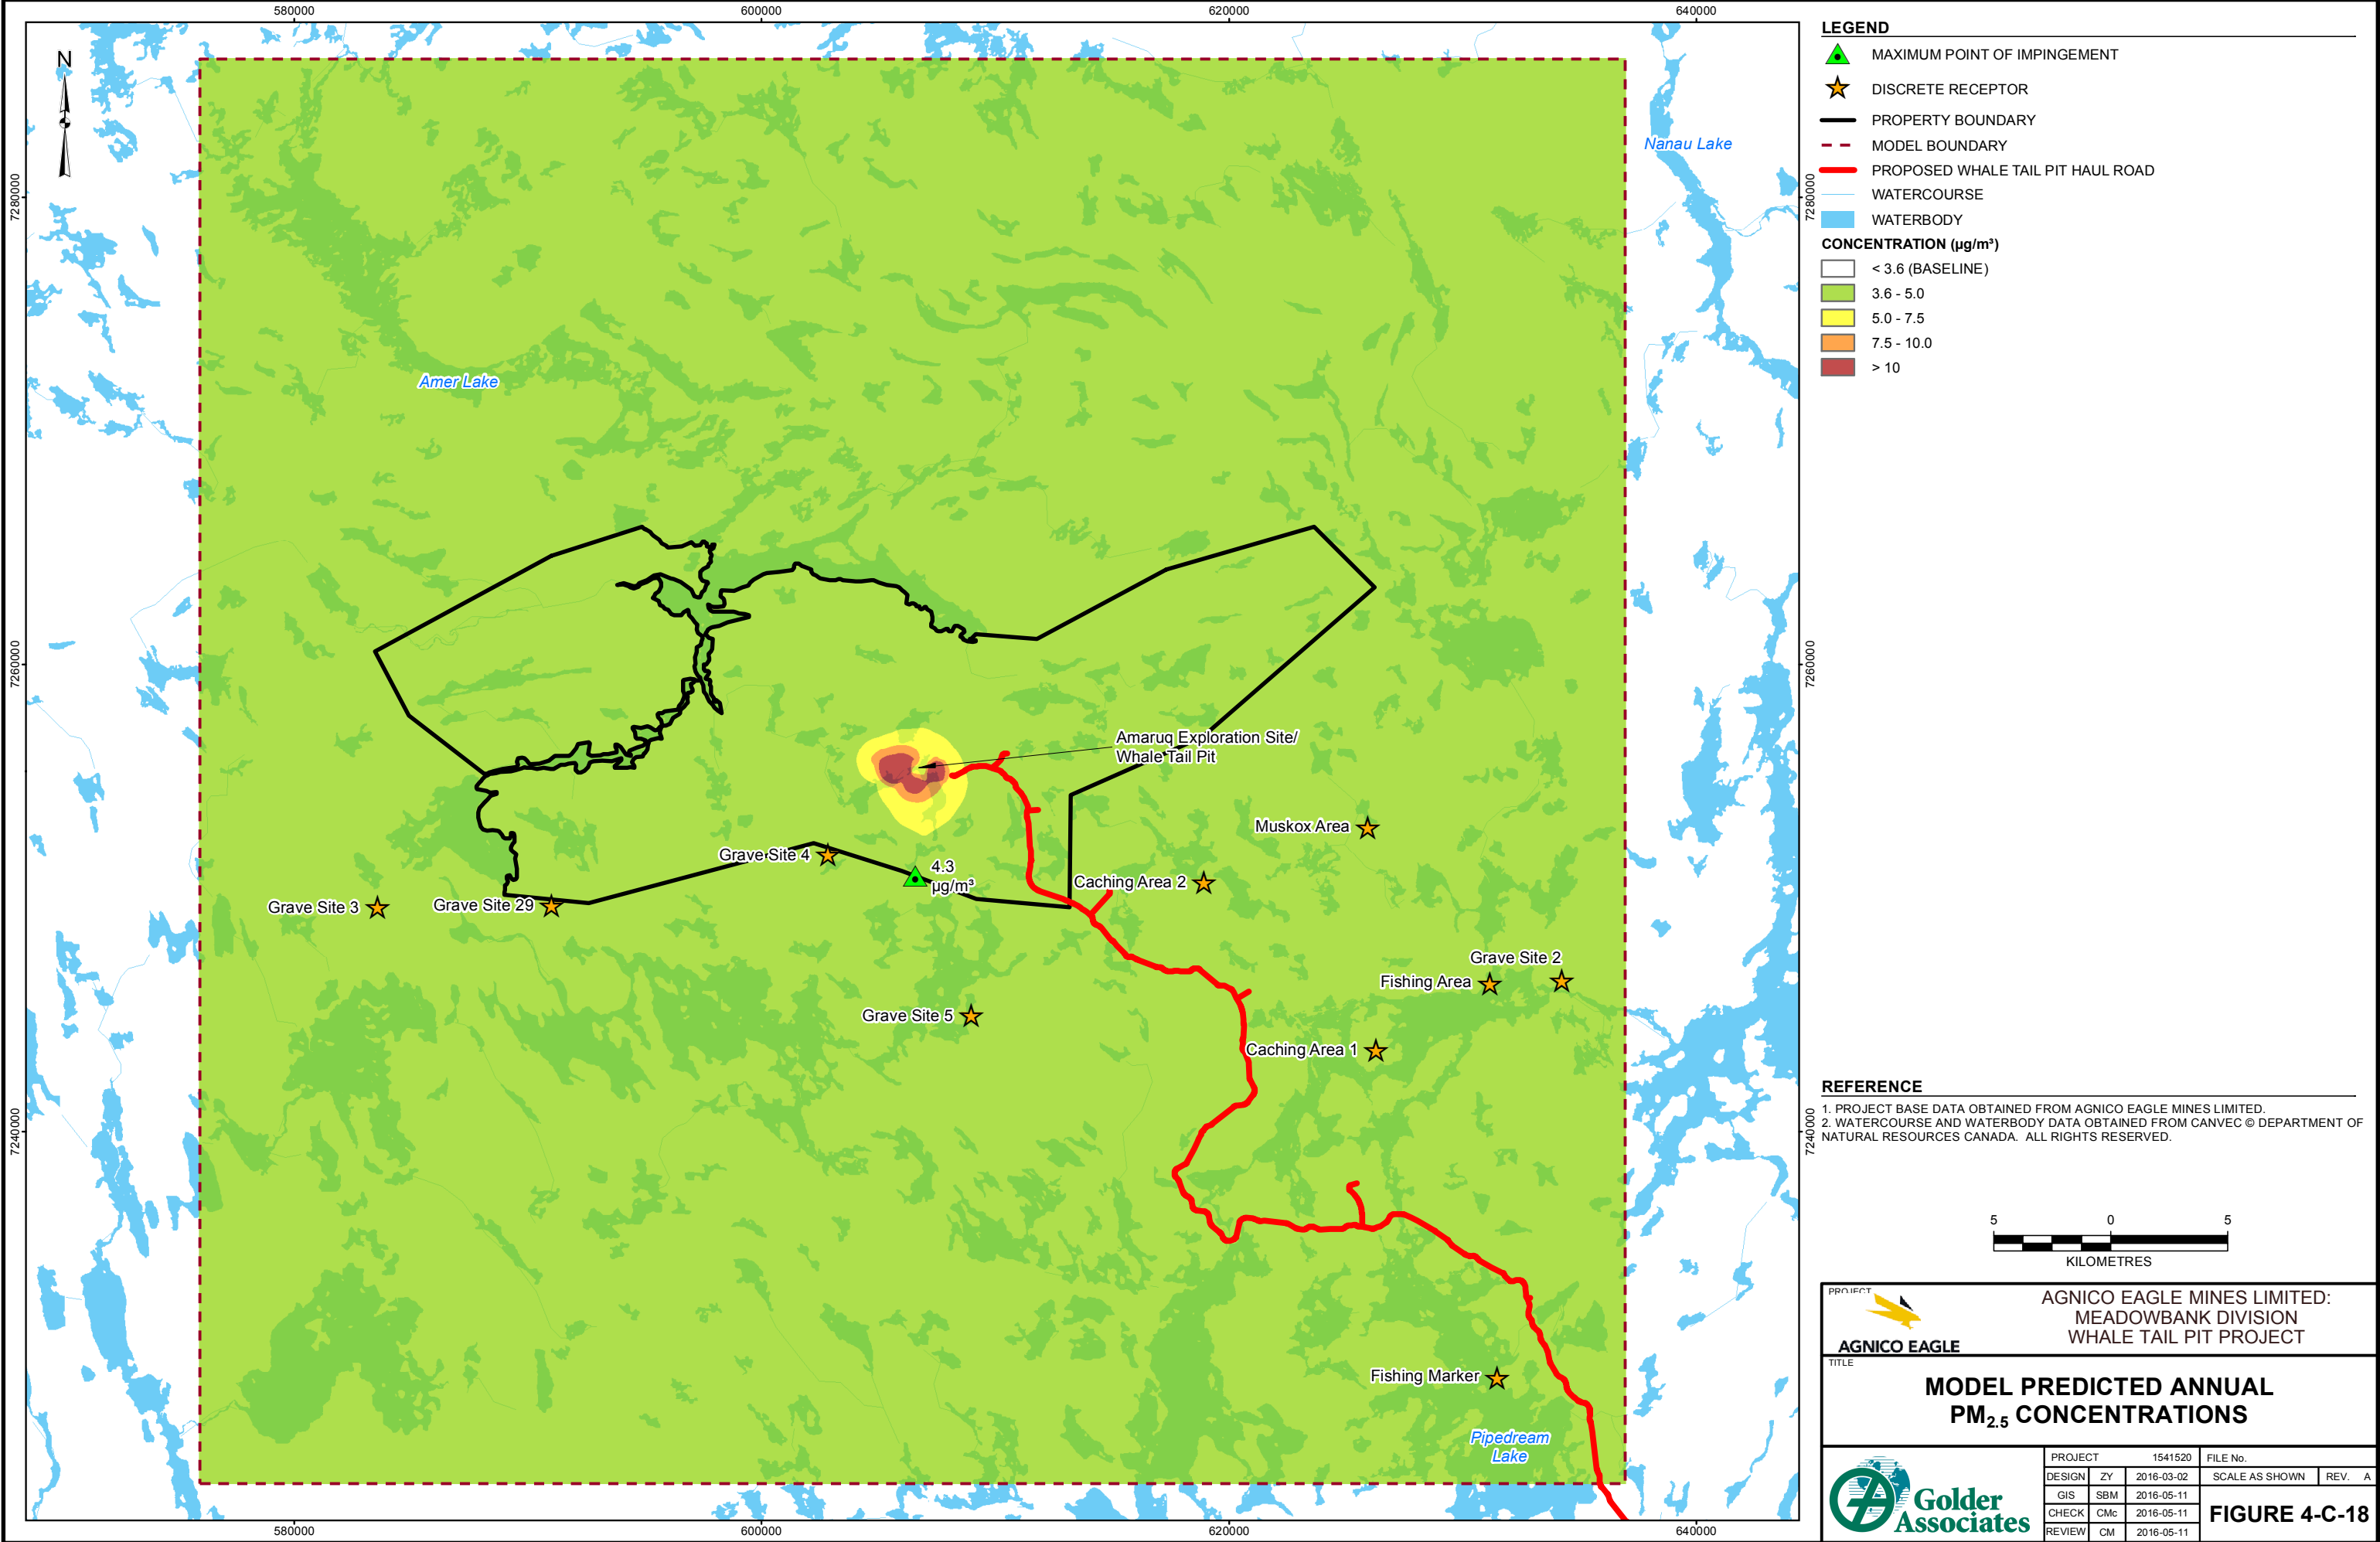 580000
600000
620000
640000
N
7280000
7260000
7240000
7280000
7260000
7240000
Nanau Lake
Amer Lake
Amaruq Exploration Site/
Whale Tail Pit
Muskox Area
Grave Site 4
4.3
µg/m³
Caching Area 2
Grave Site 3
Grave Site 29
Grave Site 2
Fishing Area
Grave Site 5
Caching Area 1
Fishing Marker
Pipedream
Lake
580000
600000
620000
640000
LEGEND
MAXIMUM POINT OF IMPINGEMENT
DISCRETE RECEPTOR
PROPERTY BOUNDARY
MODEL BOUNDARY
PROPOSED WHALE TAIL PIT HAUL ROAD
WATERCOURSE
WATERBODY
CONCENTRATION (µg/m³)
< 3.6 (BASELINE)
3.6 - 5.0
5.0 - 7.5
7.5 - 10.0
> 10
REFERENCE
1. PROJECT BASE DATA OBTAINED FROM AGNICO EAGLE MINES LIMITED.
2. WATERCOURSE AND WATERBODY DATA OBTAINED FROM CANVEC © DEPARTMENT OF
NATURAL RESOURCES CANADA. ALL RIGHTS RESERVED.
5 0 5
KILOMETRES
PROJECT
AGNICO EAGLE
AGNICO EAGLE MINES LIMITED:
MEADOWBANK DIVISION
WHALE TAIL PIT PROJECT
TITLE
MODEL PREDICTED ANNUAL
PM2.5 CONCENTRATIONS
Golder
Associates
PROJECT 1541520 FILE No.
DESIGN ZY 2016-03-02 SCALE AS SHOWN REV. A
GIS SBM 2016-05-11
CHECK CMc 2016-05-11
REVIEW CM 2016-05-11
FIGURE 4-C-18